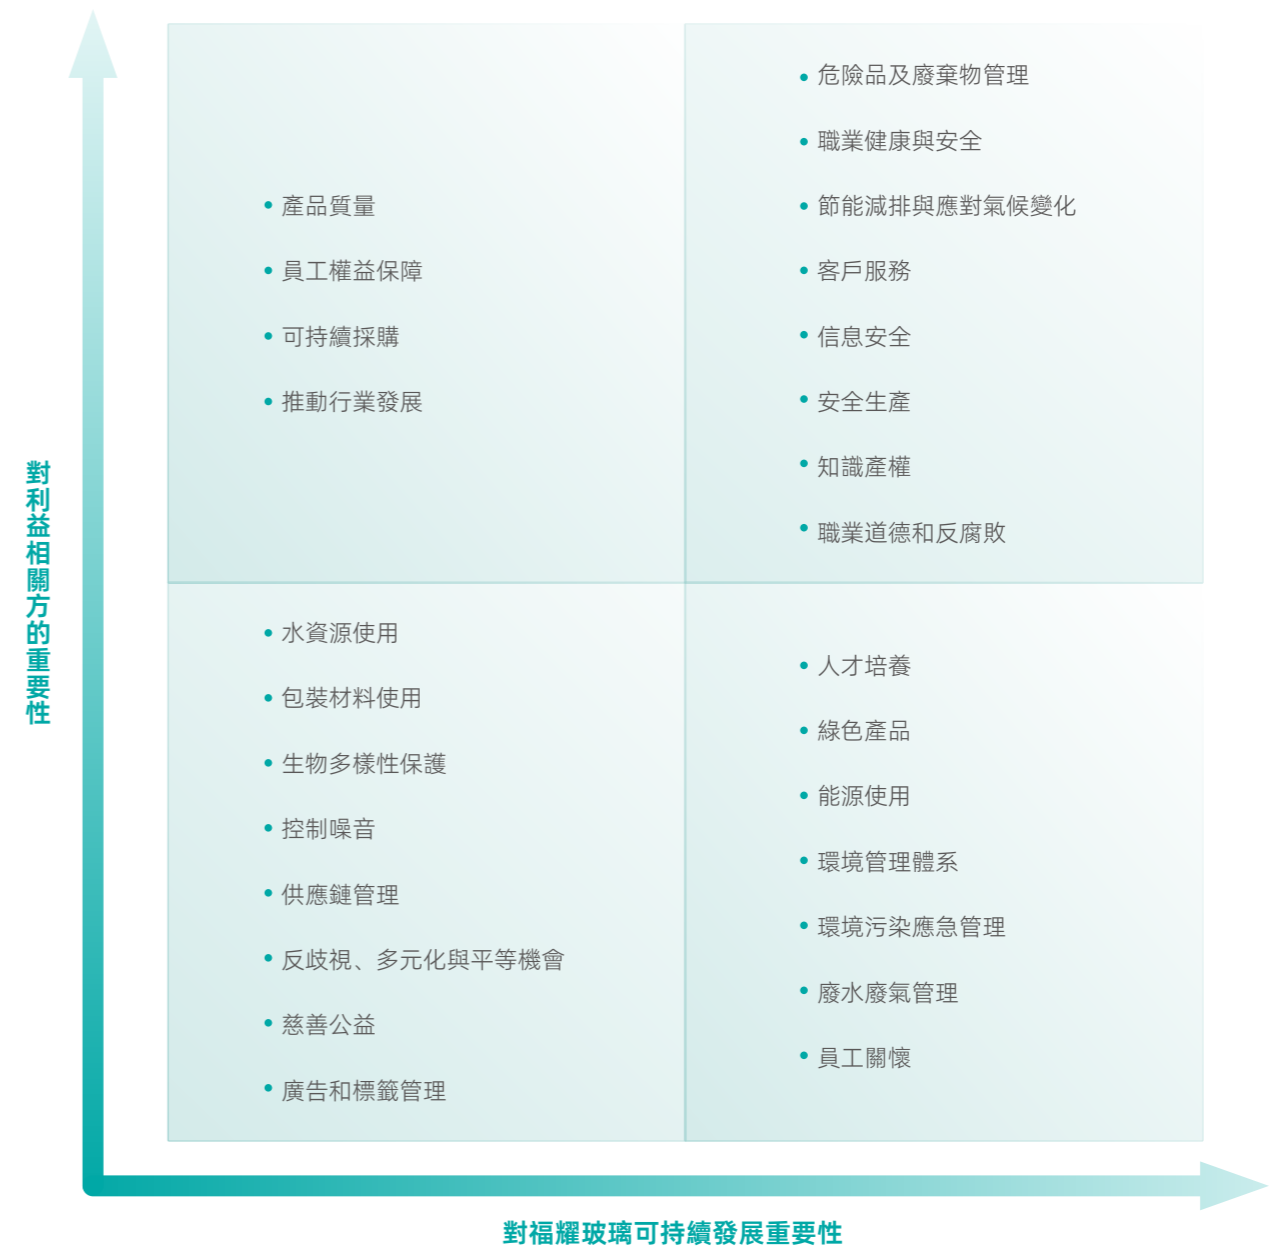 對利益相關方的重要性
產品質量
員工權益保障
可持續採購
推動行業發展
危險品及廢棄物管理
職業健康與安全
節能減排與應對氣候變化
客戶服務
信息安全
安全生產
知識產權
職業道德和反腐敗
水資源使用
包裝材料使用
生物多樣性保護
控制噪音
供應鏈管理
反歧視、多元化與平等機會
慈善公益
廣告和標籤管理
人才培養
綠色產品
能源使用
環境管理體系
環境污染應急管理
廢水廢氣管理
員工關懷
對福耀玻璃可持續發展重要性